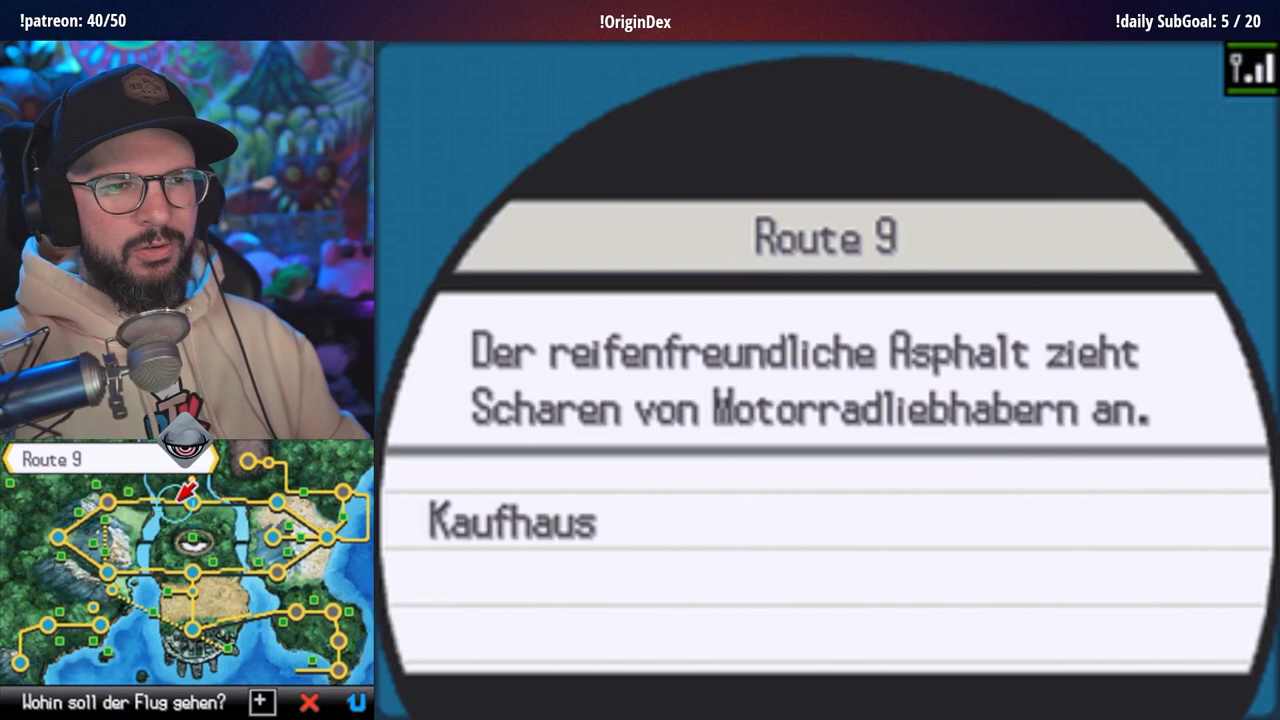 !patreon: 40/50
!OriginDex
!daily SubGoal: 5 / 20
Route 9
Der reifenfreundliche Asphalt zieht
Scharen von Motorradliebhabern an.
Kaufhaus
Route 9
Wohin soll der Flug gehen?